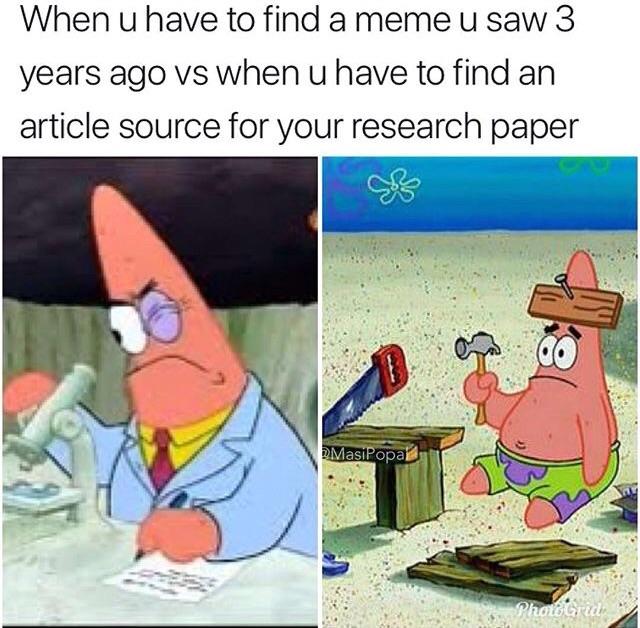 When u have to find a meme u saw 3
years ago vs when u have to find an
article source for your research paper
@MasiPopal
PhotoGrid